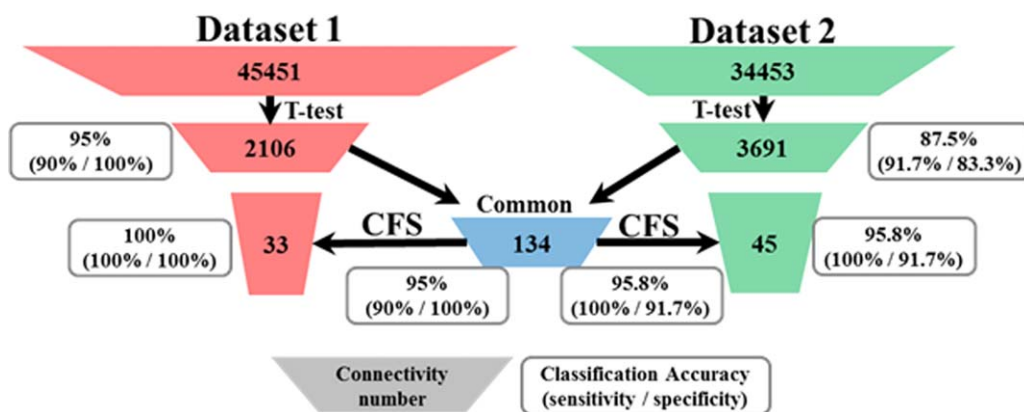 Dataset 1
Dataset 2
45451
34453
T-test
T-test
95%
(90% / 100%)
2106
3691
87.5%
(91.7% / 83.3%)
Common
100%
(100% / 100%)
33
CFS
134
CFS
45
95.8%
(100% / 91.7%)
95%
(90% / 100%)
95.8%
(100% / 91.7%)
Connectivity
number
Classification Accuracy
(sensitivity / specificity)